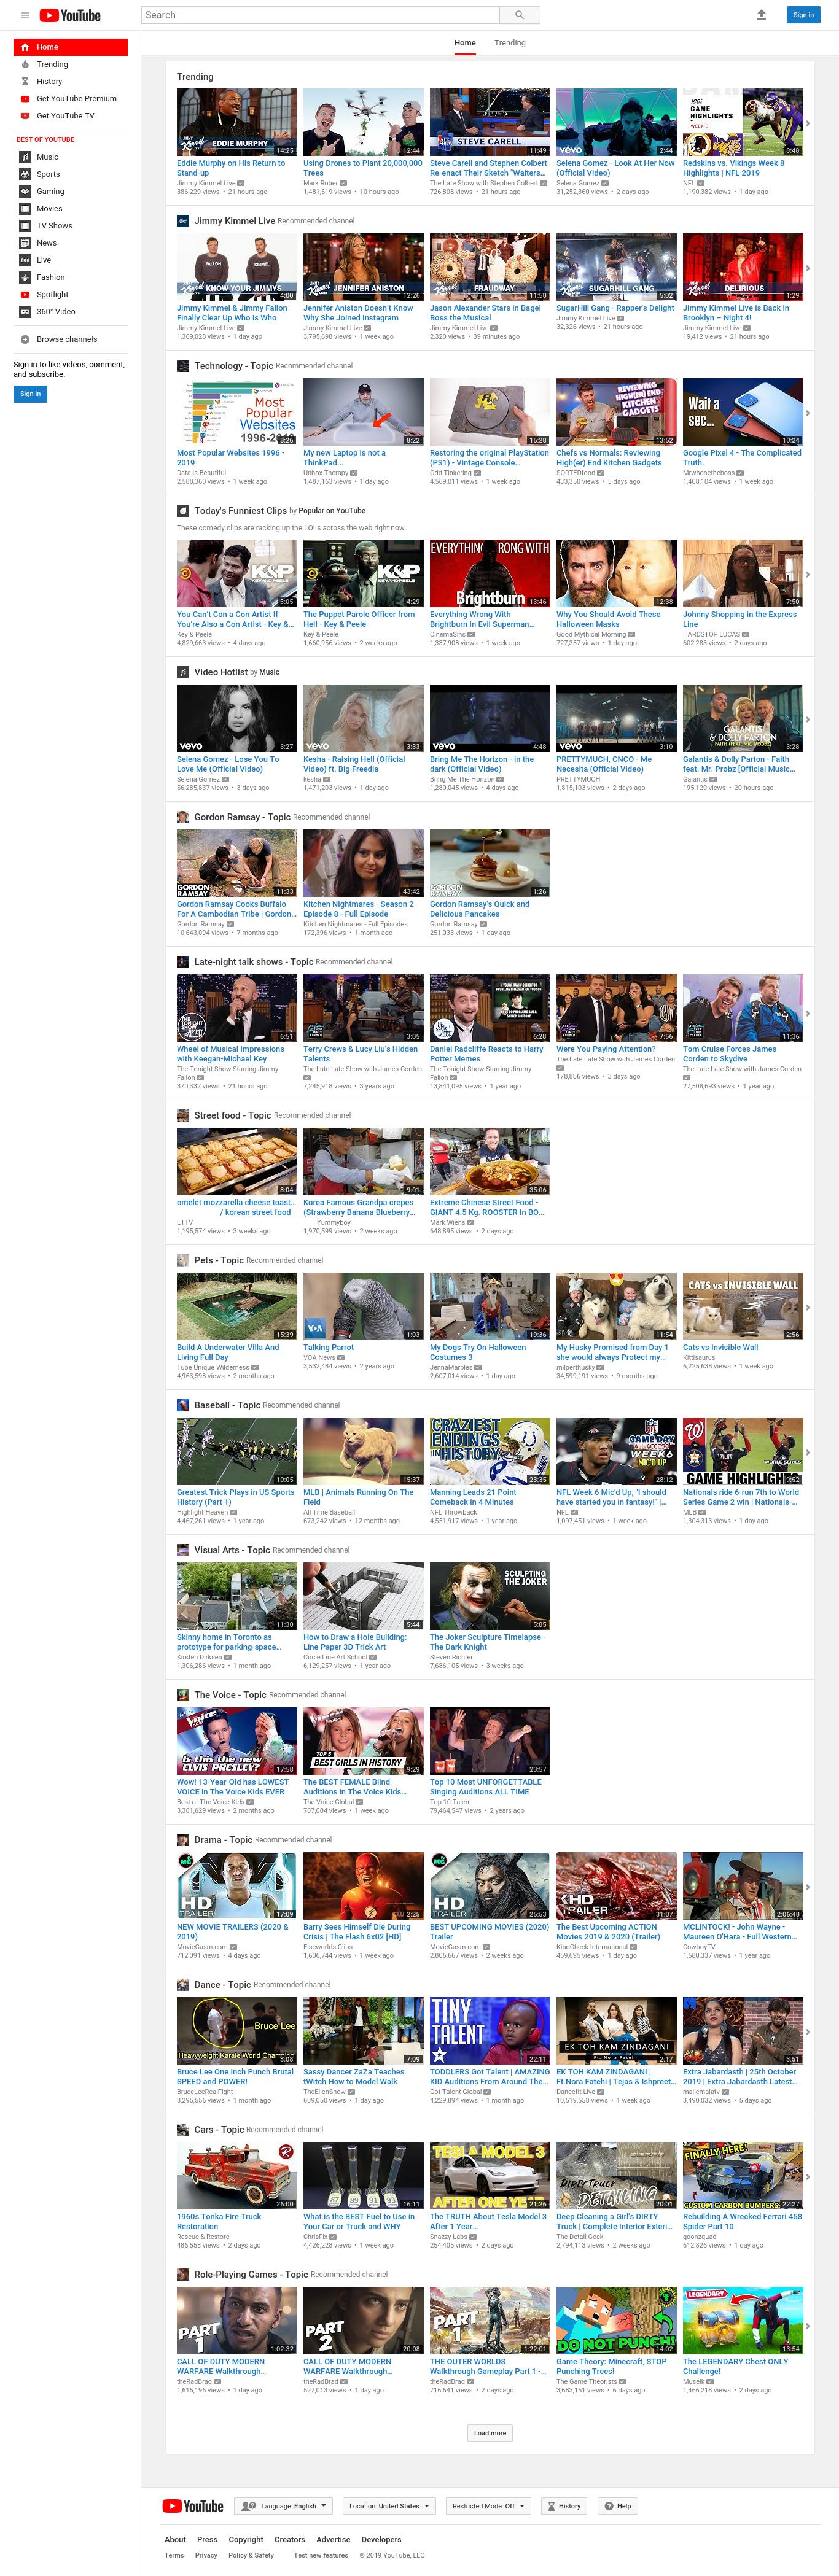 YouTube
Search
Sign in
Home
Trending
History
Get YouTube Premium
Get YouTube TV
BEST OF YOUTUBE
Music
Sports
Gaming
Movies
TV Shows
News
Live
Fashion
Spotlight
360° Video
Browse channels
Sign in to like videos, comment,
and subscribe.
Sign in
Home Trending
Trending
EDDIE MURPHY 14:25
12:44
STEVE CARELL 11:49
vevo 2:44
GAME HIGHLIGHTS WEEK 8 8:48
Eddie Murphy on His Return to Stand-up
Jimmy Kimmel Live
386,229 views • 21 hours ago
Using Drones to Plant 20,000,000 Trees
Mark Rober
1,481,619 views • 10 hours ago
Steve Carell and Stephen Colbert Re-enact Their Sketch "Waiters...
The Late Show with Stephen Colbert
726,808 views • 21 hours ago
Selena Gomez - Look At Her Now (Official Video)
Selena Gomez
31,252,360 views • 2 days ago
Redskins vs. Vikings Week 8 Highlights | NFL 2019
NFL
1,190,382 views • 1 day ago
Jimmy Kimmel Live Recommended channel
FALLON KIMMEL KNOW YOUR JIMMYS 4:00
JENNIFER ANISTON 12:26
FRAUDWAY 11:50
SUGARHILL GANG 5:02
DELIRIOUS 1:29
Jimmy Kimmel & Jimmy Fallon Finally Clear Up Who Is Who
Jimmy Kimmel Live
1,369,028 views • 1 day ago
Jennifer Aniston Doesn't Know Why She Joined Instagram
Jimmy Kimmel Live
3,795,698 views • 1 week ago
Jason Alexander Stars in Bagel Boss the Musical
Jimmy Kimmel Live
2,320 views • 39 minutes ago
SugarHill Gang - Rapper's Delight
Jimmy Kimmel Live
32,326 views • 21 hours ago
Jimmy Kimmel Live is Back in Brooklyn – Night 4!
Jimmy Kimmel Live
19,412 views • 21 hours ago
Technology - Topic Recommended channel
Most Popular Websites 1996-2019 8:26
8:22
15:28
REVIEWING HIGH(ER) END KITCHEN GADGETS 13:52
Wait a sec... 10:24
Most Popular Websites 1996 - 2019
Data Is Beautiful
2,588,360 views • 1 week ago
My new Laptop is not a ThinkPad...
Unbox Therapy
1,487,163 views • 1 day ago
Restoring the original PlayStation (PS1) - Vintage Console...
Odd Tinkering
4,569,011 views • 1 week ago
Chefs vs Normals: Reviewing High(er) End Kitchen Gadgets
SORTEDfood
433,350 views • 5 days ago
Google Pixel 4 - The Complicated Truth.
Mrwhosetheboss
1,408,104 views • 1 week ago
Today's Funniest Clips by Popular on YouTube
These comedy clips are racking up the LOLs across the web right now.
K&P KEY AND PEELE 3:05
K&P KEY AND PEELE 4:29
EVERYTHING WRONG WITH Brightburn 13:46
12:38
7:50
You Can't Con a Con Artist If You're Also a Con Artist - Key &...
Key & Peele
4,829,663 views • 4 days ago
The Puppet Parole Officer from Hell - Key & Peele
Key & Peele
1,660,956 views • 2 weeks ago
Everything Wrong With Brightburn In Evil Superman...
CinemaSins
1,337,908 views • 1 week ago
Why You Should Avoid These Halloween Masks
Good Mythical Morning
727,357 views • 1 day ago
Johnny Shopping in the Express Line
HARDSTOP LUCAS
602,283 views • 2 days ago
Video Hotlist by Music
vevo 3:27
3:33
vevo 4:48
vevo 3:10
GALANTIS & DOLLY PARTON FAITH (FEAT. MR. PROBZ) 3:28
Selena Gomez - Lose You To Love Me (Official Video)
Selena Gomez
56,285,837 views • 3 days ago
Kesha - Raising Hell (Official Video) ft. Big Freedia
kesha
1,471,203 views • 1 day ago
Bring Me The Horizon - in the dark (Official Video)
Bring Me The Horizon
1,280,045 views • 4 days ago
PRETTYMUCH, CNCO - Me Necesita (Official Video)
PRETTYMUCH
1,815,103 views • 2 days ago
Galantis & Dolly Parton - Faith feat. Mr. Probz [Official Music...
Galantis
195,129 views • 20 hours ago
Gordon Ramsay - Topic Recommended channel
GORDON RAMSAY 11:33
43:42
GORDON RAMSAY 1:26
Gordon Ramsay Cooks Buffalo For A Cambodian Tribe | Gordon...
Gordon Ramsay
10,643,094 views • 7 months ago
Kitchen Nightmares - Season 2 Episode 8 - Full Episode
Kitchen Nightmares - Full Episodes
172,396 views • 1 month ago
Gordon Ramsay's Quick and Delicious Pancakes
Gordon Ramsay
251,033 views • 1 day ago
Late-night talk shows - Topic Recommended channel
6:51
3:05
6:28
7:56
11:36
Wheel of Musical Impressions with Keegan-Michael Key
The Tonight Show Starring Jimmy Fallon
370,332 views • 21 hours ago
Terry Crews & Lucy Liu's Hidden Talents
The Late Late Show with James Corden
7,245,918 views • 3 years ago
Daniel Radcliffe Reacts to Harry Potter Memes
The Tonight Show Starring Jimmy Fallon
13,841,095 views • 1 year ago
Were You Paying Attention?
The Late Late Show with James Corden
178,886 views • 3 days ago
Tom Cruise Forces James Corden to Skydive
The Late Late Show with James Corden
27,508,693 views • 1 year ago
Street food - Topic Recommended channel
8:04
9:01
35:06
omelet mozzarella cheese toast... / korean street food
ETTV
1,195,574 views • 3 weeks ago
Korea Famous Grandpa crepes (Strawberry Banana Blueberry...
Yummyboy
1,970,599 views • 2 weeks ago
Extreme Chinese Street Food - GIANT 4.5 Kg. ROOSTER In BO...
Mark Wiens
648,895 views • 2 days ago
Pets - Topic Recommended channel
15:39
VOA 1:03
19:36
11:54
CATS vs INVISIBLE WALL 2:56
Build A Underwater Villa And Living Full Day
Tube Unique Wilderness
4,963,598 views • 2 months ago
Talking Parrot
VOA News
3,532,484 views • 2 years ago
My Dogs Try On Halloween Costumes 3
JennaMarbles
2,607,014 views • 1 day ago
My Husky Promised from Day 1 she would always Protect my...
milperthusky
34,599,191 views • 9 months ago
Cats vs Invisible Wall
Kittisaurus
6,225,638 views • 1 week ago
Baseball - Topic Recommended channel
10:05
15:37
CRAZIEST ENDINGS IN HISTORY 23:35
GAME DAY ALL ACCESS WEEK 6 MIC'D UP 28:12
GAME HIGHLIGHTS 9:52
Greatest Trick Plays in US Sports History (Part 1)
Highlight Heaven
4,467,261 views • 1 year ago
MLB | Animals Running On The Field
All Time Baseball
673,242 views • 12 months ago
Manning Leads 21 Point Comeback in 4 Minutes
NFL Throwback
4,551,917 views • 1 year ago
NFL Week 6 Mic'd Up, "I should have started you in fantasy!" |...
NFL
1,097,451 views • 1 week ago
Nationals ride 6-run 7th to World Series Game 2 win | Nationals-...
MLB
1,304,313 views • 1 day ago
Visual Arts - Topic Recommended channel
11:30
5:44
SCULPTING THE JOKER 5:05
Skinny home in Toronto as prototype for parking-space...
Kirsten Dirksen
1,306,286 views • 1 month ago
How to Draw a Hole Building: Line Paper 3D Trick Art
Circle Line Art School
6,129,257 views • 1 year ago
The Joker Sculpture Timelapse - The Dark Knight
Steven Richter
7,686,105 views • 3 weeks ago
The Voice - Topic Recommended channel
Is this the new ELVIS PRESLEY? 17:58
TOP 5 BEST GIRLS IN HISTORY 9:29
23:57
Wow! 13-Year-Old has LOWEST VOICE in The Voice Kids EVER
Best of The Voice Kids
3,381,629 views • 2 months ago
The BEST FEMALE Blind Auditions in The Voice Kids...
The Voice Global
707,004 views • 1 week ago
Top 10 Most UNFORGETTABLE Singing Auditions ALL TIME
Top 10 Talent
79,464,547 views • 2 years ago
Drama - Topic Recommended channel
HD TRAILER 17:09
2:25
HD TRAILER 25:53
HD TRAILER 31:07
2:06:48
NEW MOVIE TRAILERS (2020 & 2019)
MovieGasm.com
712,091 views • 4 days ago
Barry Sees Himself Die During Crisis | The Flash 6x02 [HD]
Elseworlds Clips
1,606,744 views • 1 week ago
BEST UPCOMING MOVIES (2020) Trailer
MovieGasm.com
2,806,667 views • 2 weeks ago
The Best Upcoming ACTION Movies 2019 & 2020 (Trailer)
KinoCheck International
459,695 views • 1 day ago
MCLINTOCK! - John Wayne - Maureen O'Hara - Full Western...
CowboyTV
1,580,337 views • 1 year ago
Dance - Topic Recommended channel
Bruce Lee Heavyweight Karate World Champion 3:08
7:09
TINY TALENT 22:11
EK TOH KAM ZINDAGANI Ft. Nora Fatehi 2:17
3:51
Bruce Lee One Inch Punch Brutal SPEED and POWER!
BruceLeeRealFight
8,295,556 views • 1 month ago
Sassy Dancer ZaZa Teaches tWitch How to Model Walk
TheEllenShow
609,050 views • 1 day ago
TODDLERS Got Talent | AMAZING KID Auditions From Around The...
Got Talent Global
4,229,894 views • 1 month ago
EK TOH KAM ZINDAGANI | Ft.Nora Fatehi | Tejas & Ishpreet...
Dancefit Live
10,519,558 views • 1 week ago
Extra Jabardasth | 25th October 2019 | Extra Jabardasth Latest...
mallemalatv
3,490,032 views • 5 days ago
Cars - Topic Recommended channel
26:00
87 89 91 93 16:11
TESLA MODEL 3 AFTER ONE YEAR 21:26
DIRTY TRUCK DETAILING 20:01
FINALLY HERE! CUSTOM CARBON BUMPERS 22:27
1960s Tonka Fire Truck Restoration
Rescue & Restore
486,558 views • 2 days ago
What is the BEST Fuel to Use in Your Car or Truck and WHY
ChrisFix
4,426,228 views • 1 week ago
The TRUTH About Tesla Model 3 After 1 Year...
Snazzy Labs
254,405 views • 2 days ago
Deep Cleaning a Girl's DIRTY Truck | Complete Interior Exteri...
The Detail Geek
2,794,113 views • 2 weeks ago
Rebuilding A Wrecked Ferrari 458 Spider Part 10
goonzquad
612,826 views • 1 day ago
Role-Playing Games - Topic Recommended channel
PART 1 1:02:32
PART 2 20:08
PART 1 1:22:01
DO NOT PUNCH! 14:02
LEGENDARY 13:54
CALL OF DUTY MODERN WARFARE Walkthrough...
theRadBrad
1,615,196 views • 1 day ago
CALL OF DUTY MODERN WARFARE Walkthrough...
theRadBrad
527,013 views • 1 day ago
THE OUTER WORLDS Walkthrough Gameplay Part 1 -...
theRadBrad
716,641 views • 2 days ago
Game Theory: Minecraft, STOP Punching Trees!
The Game Theorists
3,683,151 views • 6 days ago
The LEGENDARY Chest ONLY Challenge!
Muselk
1,466,218 views • 2 days ago
Load more
YouTube Language: English Location: United States Restricted Mode: Off History Help
About Press Copyright Creators Advertise Developers
Terms Privacy Policy & Safety Test new features © 2019 YouTube, LLC